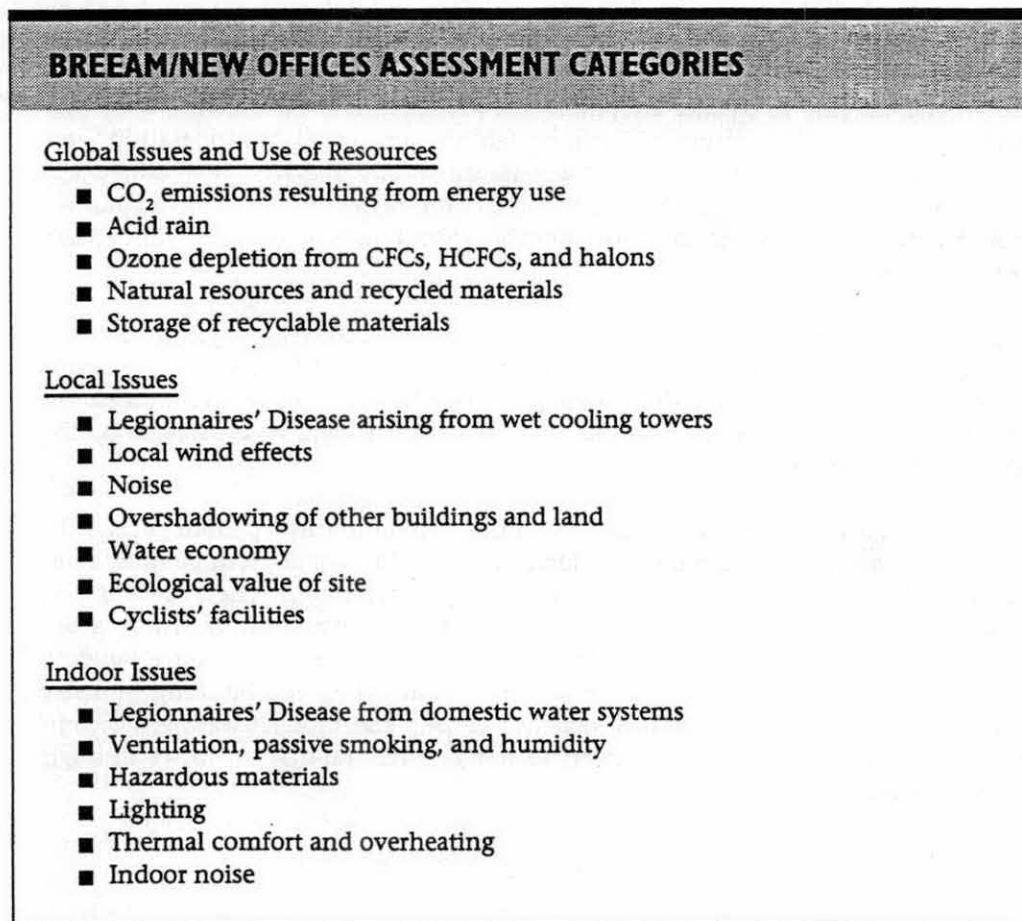 BREEAM/NEW OFFICES ASSESSMENT CATEGORIES
Global Issues and Use of Resources
■ CO₂ emissions resulting from energy use
■ Acid rain
■ Ozone depletion from CFCs, HCFCs, and halons
■ Natural resources and recycled materials
■ Storage of recyclable materials
Local Issues
■ Legionnaires' Disease arising from wet cooling towers
■ Local wind effects
■ Noise
■ Overshadowing of other buildings and land
■ Water economy
■ Ecological value of site
■ Cyclists' facilities
Indoor Issues
■ Legionnaires' Disease from domestic water systems
■ Ventilation, passive smoking, and humidity
■ Hazardous materials
■ Lighting
■ Thermal comfort and overheating
■ Indoor noise